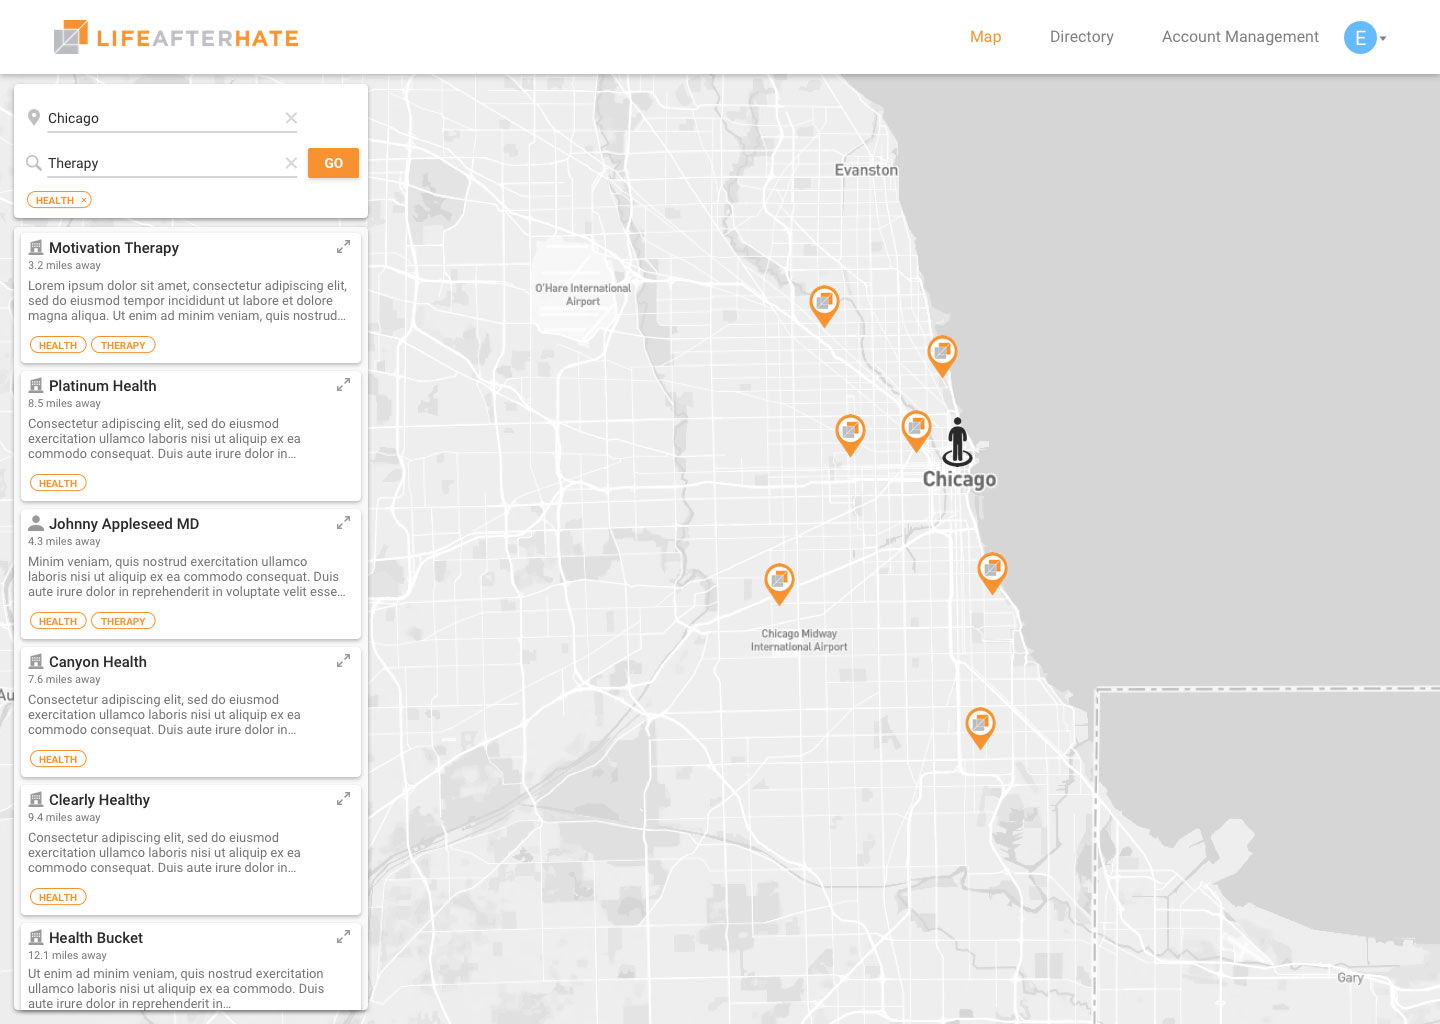 LIFEAFTERHATE
Map
Directory
Account Management
E
Chicago
Therapy
GO
HEALTH ×
Motivation Therapy
3.2 miles away
Lorem ipsum dolor sit amet, consectetur adipiscing elit,
sed do eiusmod tempor incididunt ut labore et dolore
magna aliqua. Ut enim ad minim veniam, quis nostrud...
HEALTH
THERAPY
Platinum Health
8.5 miles away
Consectetur adipiscing elit, sed do eiusmod
exercitation ullamco laboris nisi ut aliquip ex ea
commodo consequat. Duis aute irure dolor in...
HEALTH
Johnny Appleseed MD
4.3 miles away
Minim veniam, quis nostrud exercitation ullamco
laboris nisi ut aliquip ex ea commodo consequat. Duis
aute irure dolor in reprehenderit in voluptate velit esse...
HEALTH
THERAPY
Canyon Health
7.6 miles away
Consectetur adipiscing elit, sed do eiusmod
exercitation ullamco laboris nisi ut aliquip ex ea
commodo consequat. Duis aute irure dolor in...
HEALTH
Clearly Healthy
9.4 miles away
Consectetur adipiscing elit, sed do eiusmod
exercitation ullamco laboris nisi ut aliquip ex ea
commodo consequat. Duis aute irure dolor in...
HEALTH
Health Bucket
12.1 miles away
Ut enim ad minim veniam, quis nostrud exercitation
ullamco laboris nisi ut aliquip ex ea commodo. Duis
aute irure dolor in reprehenderit in...
Evanston
O'Hare International
Airport
Chicago
Chicago Midway
International Airport
Au
Gary